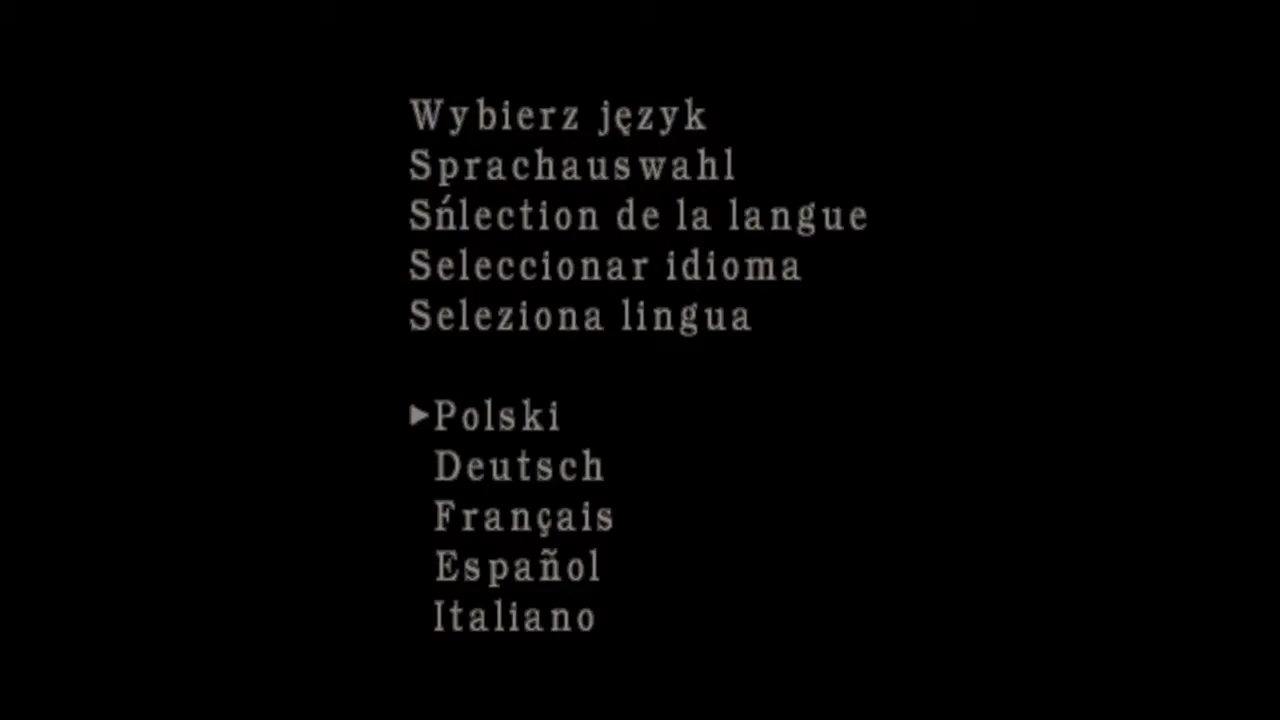 Wybierz język
Sprachauswahl
Sńlection de la langue
Seleccionar idioma
Seleziona lingua
►Polski
Deutsch
Français
Español
Italiano